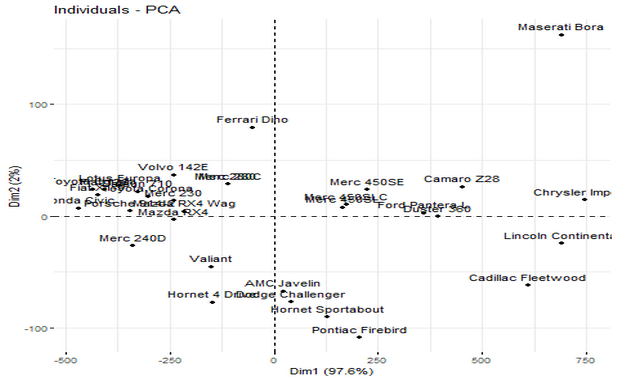 Individuals - PCA
Maserati Bora
100
Ferrari Dino
Volvo 142E
Lotus Europa
Merc 450SE
Camaro Z28
Chrysler Imp
Merc 230
Merc 450SLC
Ford Pantera L
nda Civic
Porsche
RX4 Wag
Duster 360
Mazda RX4
0
Lincoln Continenta
Merc 240D
Valiant
Cadillac Fleetwood
AMC Javelin
Hornet 4 Drive
Dodge Challenger
Hornet Sportabout
Pontiac Firebird
-100
-500 -250 0 250 500 750
Dim1 (97.6%)
Dim2 (2%)